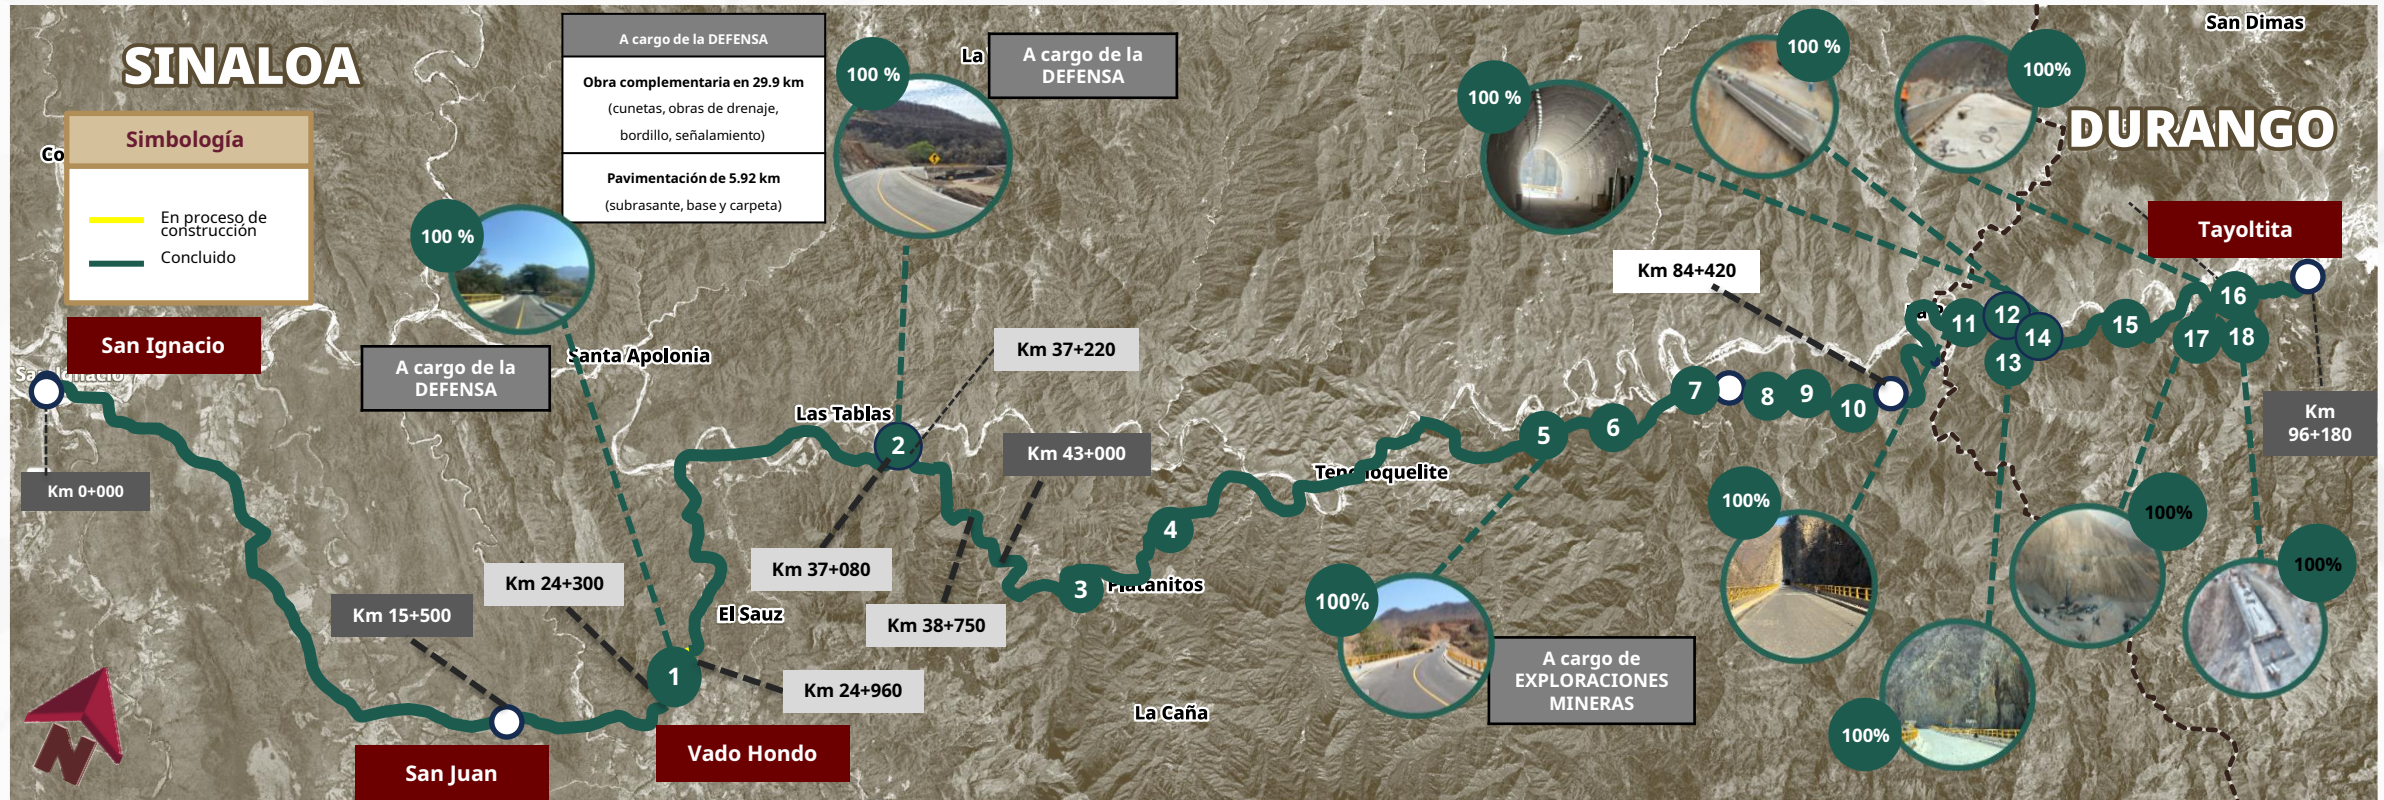 SINALOA
Simbología
En proceso de
construcción
Concluido
San Ignacio
Km 0+000
A cargo de la DEFENSA
Obra complementaria en 29.9 km
(cunetas, obras de drenaje,
bordillo, señalamiento)
Pavimentación de 5.92 km
(subrasante, base y carpeta)
100 %
La
A cargo de la
DEFENSA
100 %
A cargo de la
DEFENSA
Santa Apolonia
Las Tablas
2
Km 37+220
Km 43+000
Km 37+080
Km 38+750
Km 24+300
Km 15+500
El Sauz
1
Km 24+960
San Juan
Vado Hondo
N
3
Platanitos
4
Tenchoquelite
La Caña
100 %
100 %
100%
San Dimas
DURANGO
Tayoltita
Km 84+420
5
6
7
8
9
10
11
12
13
14
15
16
17
18
Km
96+180
100%
A cargo de
EXPLORACIONES
MINERAS
100%
100%
100%
100%